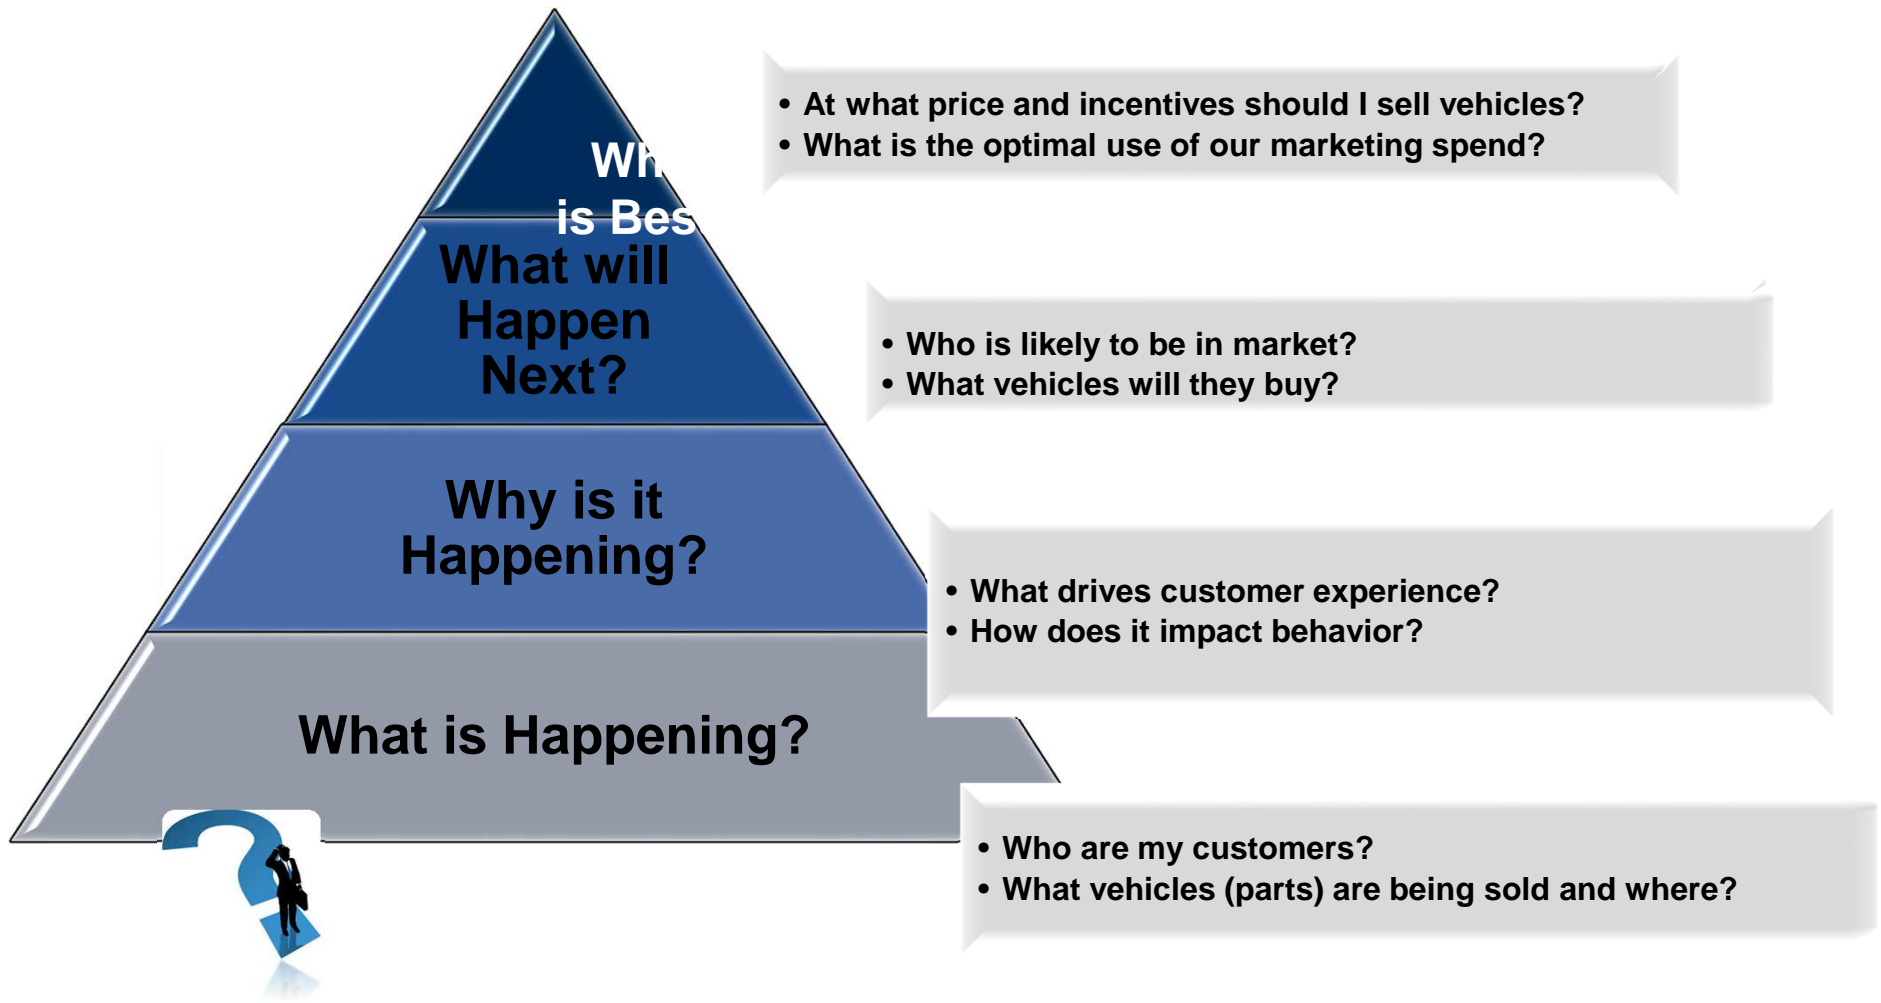 Wh
is Bes
What will
Happen
Next?
Why is it
Happening?
What is Happening?
• At what price and incentives should I sell vehicles?
• What is the optimal use of our marketing spend?
• Who is likely to be in market?
• What vehicles will they buy?
• What drives customer experience?
• How does it impact behavior?
• Who are my customers?
• What vehicles (parts) are being sold and where?